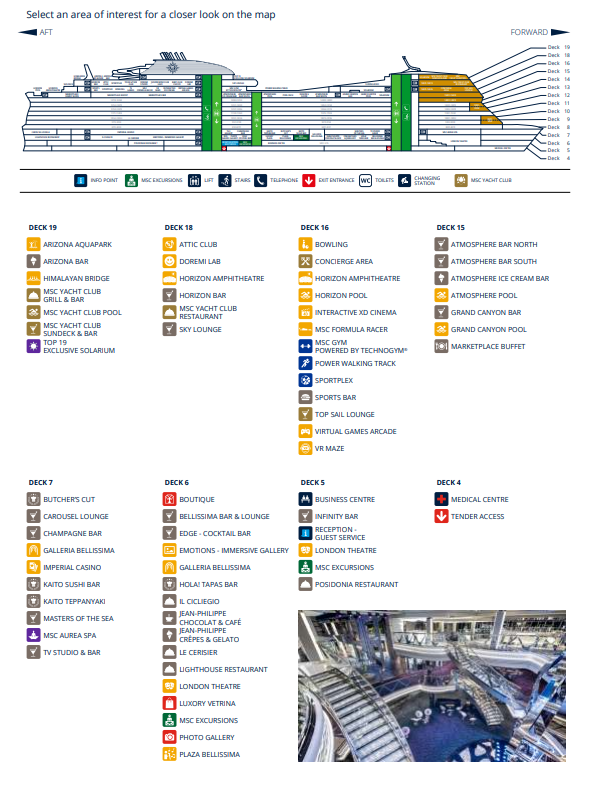 Select an area of interest for a closer look on the map
AFT
FORWARD
Deck 19
Deck 18
Deck 16
Deck 15
Deck 14
Deck 13
Deck 12
Deck 11
Deck 10
Deck 9
Deck 8
Deck 7
Deck 6
Deck 5
Deck 4
INFO POINT
MSC EXCURSIONS
LIFT
STAIRS
TELEPHONE
EXIT ENTRANCE
WC TOILETS
CHANGING
STATION
MSC YACHT CLUB
DECK 19
ARIZONA AQUAPARK
ARIZONA BAR
HIMALAYAN BRIDGE
MSC YACHT CLUB
GRILL & BAR
MSC YACHT CLUB POOL
MSC YACHT CLUB
SUNDECK & BAR
TOP 19
EXCLUSIVE SOLARIUM
DECK 18
ATTIC CLUB
DOREMI LAB
HORIZON AMPHITHEATRE
HORIZON BAR
MSC YACHT CLUB
RESTAURANT
SKY LOUNGE
DECK 16
BOWLING
CONCIERGE AREA
HORIZON AMPHITHEATRE
HORIZON POOL
INTERACTIVE XD CINEMA
MSC FORMULA RACER
MSC GYM
POWERED BY TECHNOGYM®
POWER WALKING TRACK
SPORTPLEX
SPORTS BAR
TOP SAIL LOUNGE
VIRTUAL GAMES ARCADE
VR MAZE
DECK 15
ATMOSPHERE BAR NORTH
ATMOSPHERE BAR SOUTH
ATMOSPHERE ICE CREAM BAR
ATMOSPHERE POOL
GRAND CANYON BAR
GRAND CANYON POOL
MARKETPLACE BUFFET
DECK 7
BUTCHER'S CUT
CAROUSEL LOUNGE
CHAMPAGNE BAR
GALLERIA BELLISSIMA
IMPERIAL CASINO
KAITO SUSHI BAR
KAITO TEPPANYAKI
MASTERS OF THE SEA
MSC AUREA SPA
TV STUDIO & BAR
DECK 6
BOUTIQUE
BELLISSIMA BAR & LOUNGE
EDGE - COCKTAIL BAR
EMOTIONS - IMMERSIVE GALLERY
GALLERIA BELLISSIMA
HOLA! TAPAS BAR
IL CICLIEGIO
JEAN-PHILIPPE
CHOCOLAT & CAFÉ
JEAN-PHILIPPE
CRÊPES & GELATO
LE CERISIER
LIGHTHOUSE RESTAURANT
LONDON THEATRE
LUXORY VETRINA
MSC EXCURSIONS
PHOTO GALLERY
PLAZA BELLISSIMA
DECK 5
BUSINESS CENTRE
INFINITY BAR
RECEPTION -
GUEST SERVICE
LONDON THEATRE
MSC EXCURSIONS
POSIDONIA RESTAURANT
DECK 4
MEDICAL CENTRE
TENDER ACCESS